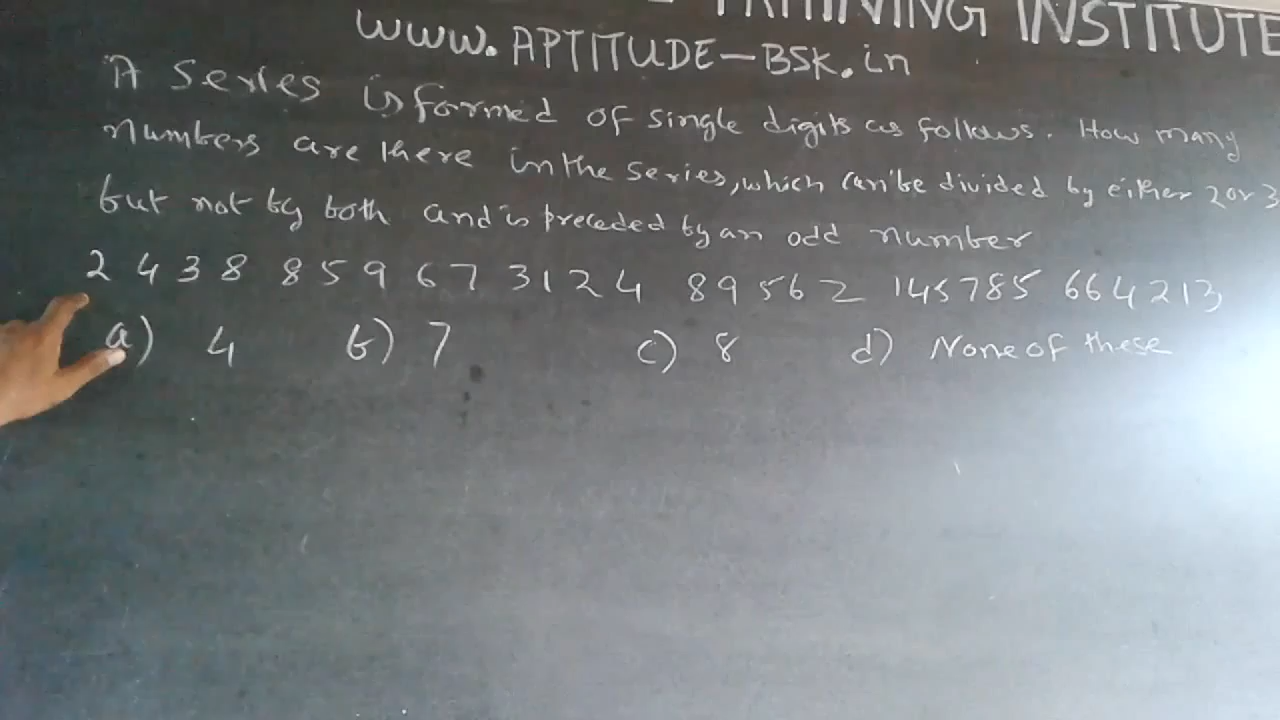 TRAINING INSTITUTE
WWW.APTITUDE-BSK.in
A Series is formed of single digits as follows. How many
numbers are there in the series, which can be divided by either 2 or 3
but not by both and is preceded by an odd number
2 4 3 8 8 5 9 6 7 3 1 2 4 8 9 5 6 2 1 4 5 7 8 5 6 6 4 2 1 3,
a) 4 b) 7 c) 8 d) None of these